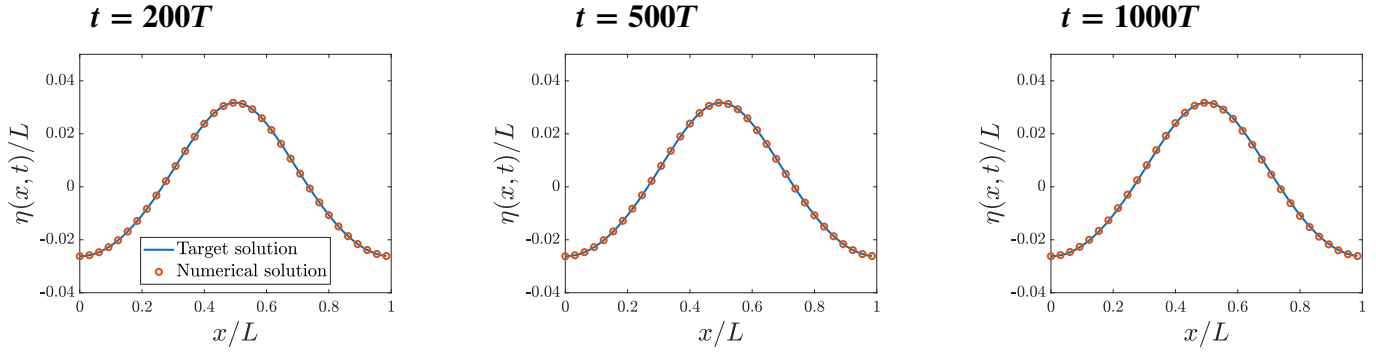 t = 200T
0.04
0.02
0
-0.02
-0.04
η(x, t)/L
Target solution
Numerical solution
0 0.2 0.4 0.6 0.8 1
x/L
t = 500T
0.04
0.02
0
-0.02
-0.04
η(x, t)/L
0 0.2 0.4 0.6 0.8 1
x/L
t = 1000T
0.04
0.02
0
-0.02
-0.04
η(x, t)/L
0 0.2 0.4 0.6 0.8 1
x/L